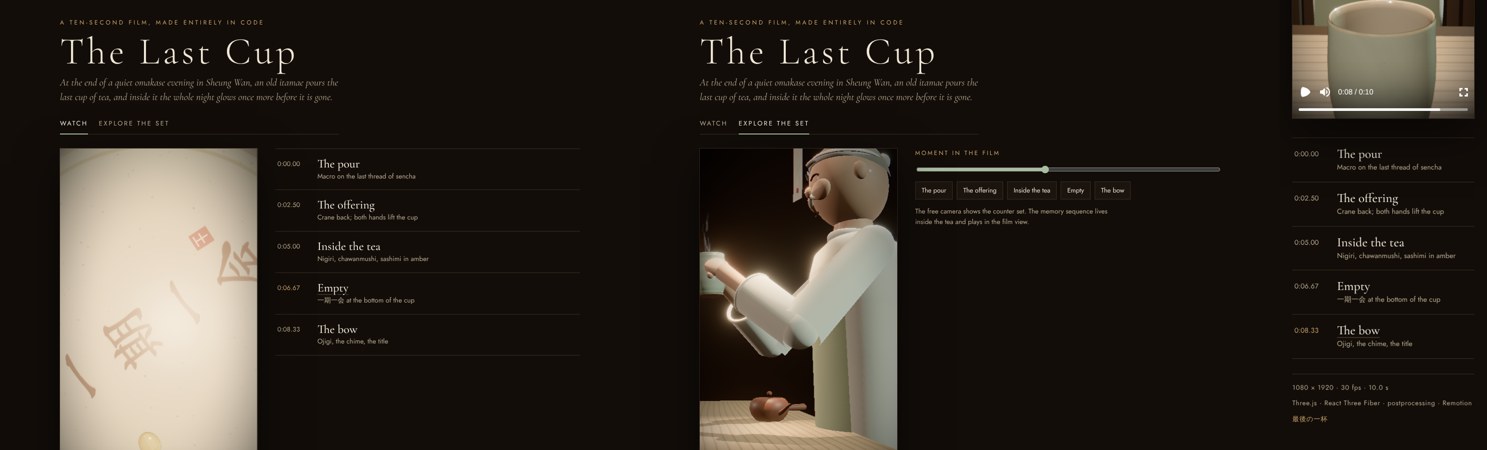 A TEN-SECOND FILM, MADE ENTIRELY IN CODE
The Last Cup
At the end of a quiet omakase evening in Sheung Wan, an old itamae pours the
last cup of tea, and inside it the whole night glows once more before it is gone.
WATCH
EXPLORE THE SET
一期一会
0:00.00
The pour
Macro on the last thread of sencha
0:02.50
The offering
Crane back; both hands lift the cup
0:05.00
Inside the tea
Nigiri, chawanmushi, sashimi in amber
0:06.67
Empty
一期一会 at the bottom of the cup
0:08.33
The bow
Ojigi, the chime, the title
A TEN-SECOND FILM, MADE ENTIRELY IN CODE
The Last Cup
At the end of a quiet omakase evening in Sheung Wan, an old itamae pours the
last cup of tea, and inside it the whole night glows once more before it is gone.
WATCH
EXPLORE THE SET
MOMENT IN THE FILM
The pour
The offering
Inside the tea
Empty
The bow
The free camera shows the counter set. The memory sequence lives
inside the tea and plays in the film view.
0:08 / 0:10
0:00.00
The pour
Macro on the last thread of sencha
0:02.50
The offering
Crane back; both hands lift the cup
0:05.00
Inside the tea
Nigiri, chawanmushi, sashimi in amber
0:06.67
Empty
一期一会 at the bottom of the cup
0:08.33
The bow
Ojigi, the chime, the title
1080 × 1920 · 30 fps · 10.0 s
Three.js · React Three Fiber · postprocessing · Remotion
最後の一杯